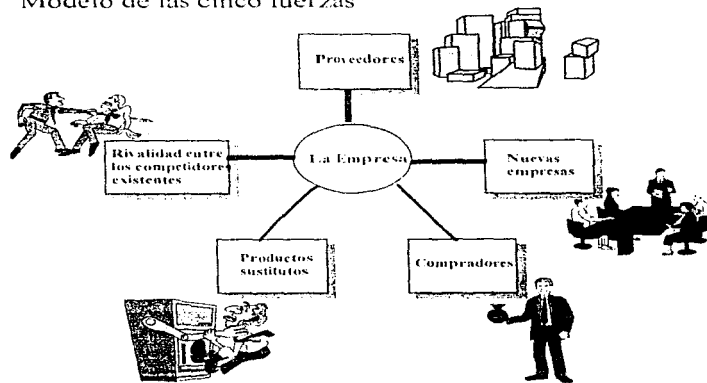 Modelo de las cinco fuerzas
Proveedores
Rivalidad entre
los competidores
existentes
La Empresa
Nuevas
empresas
Productos
sustitutos
Compradores